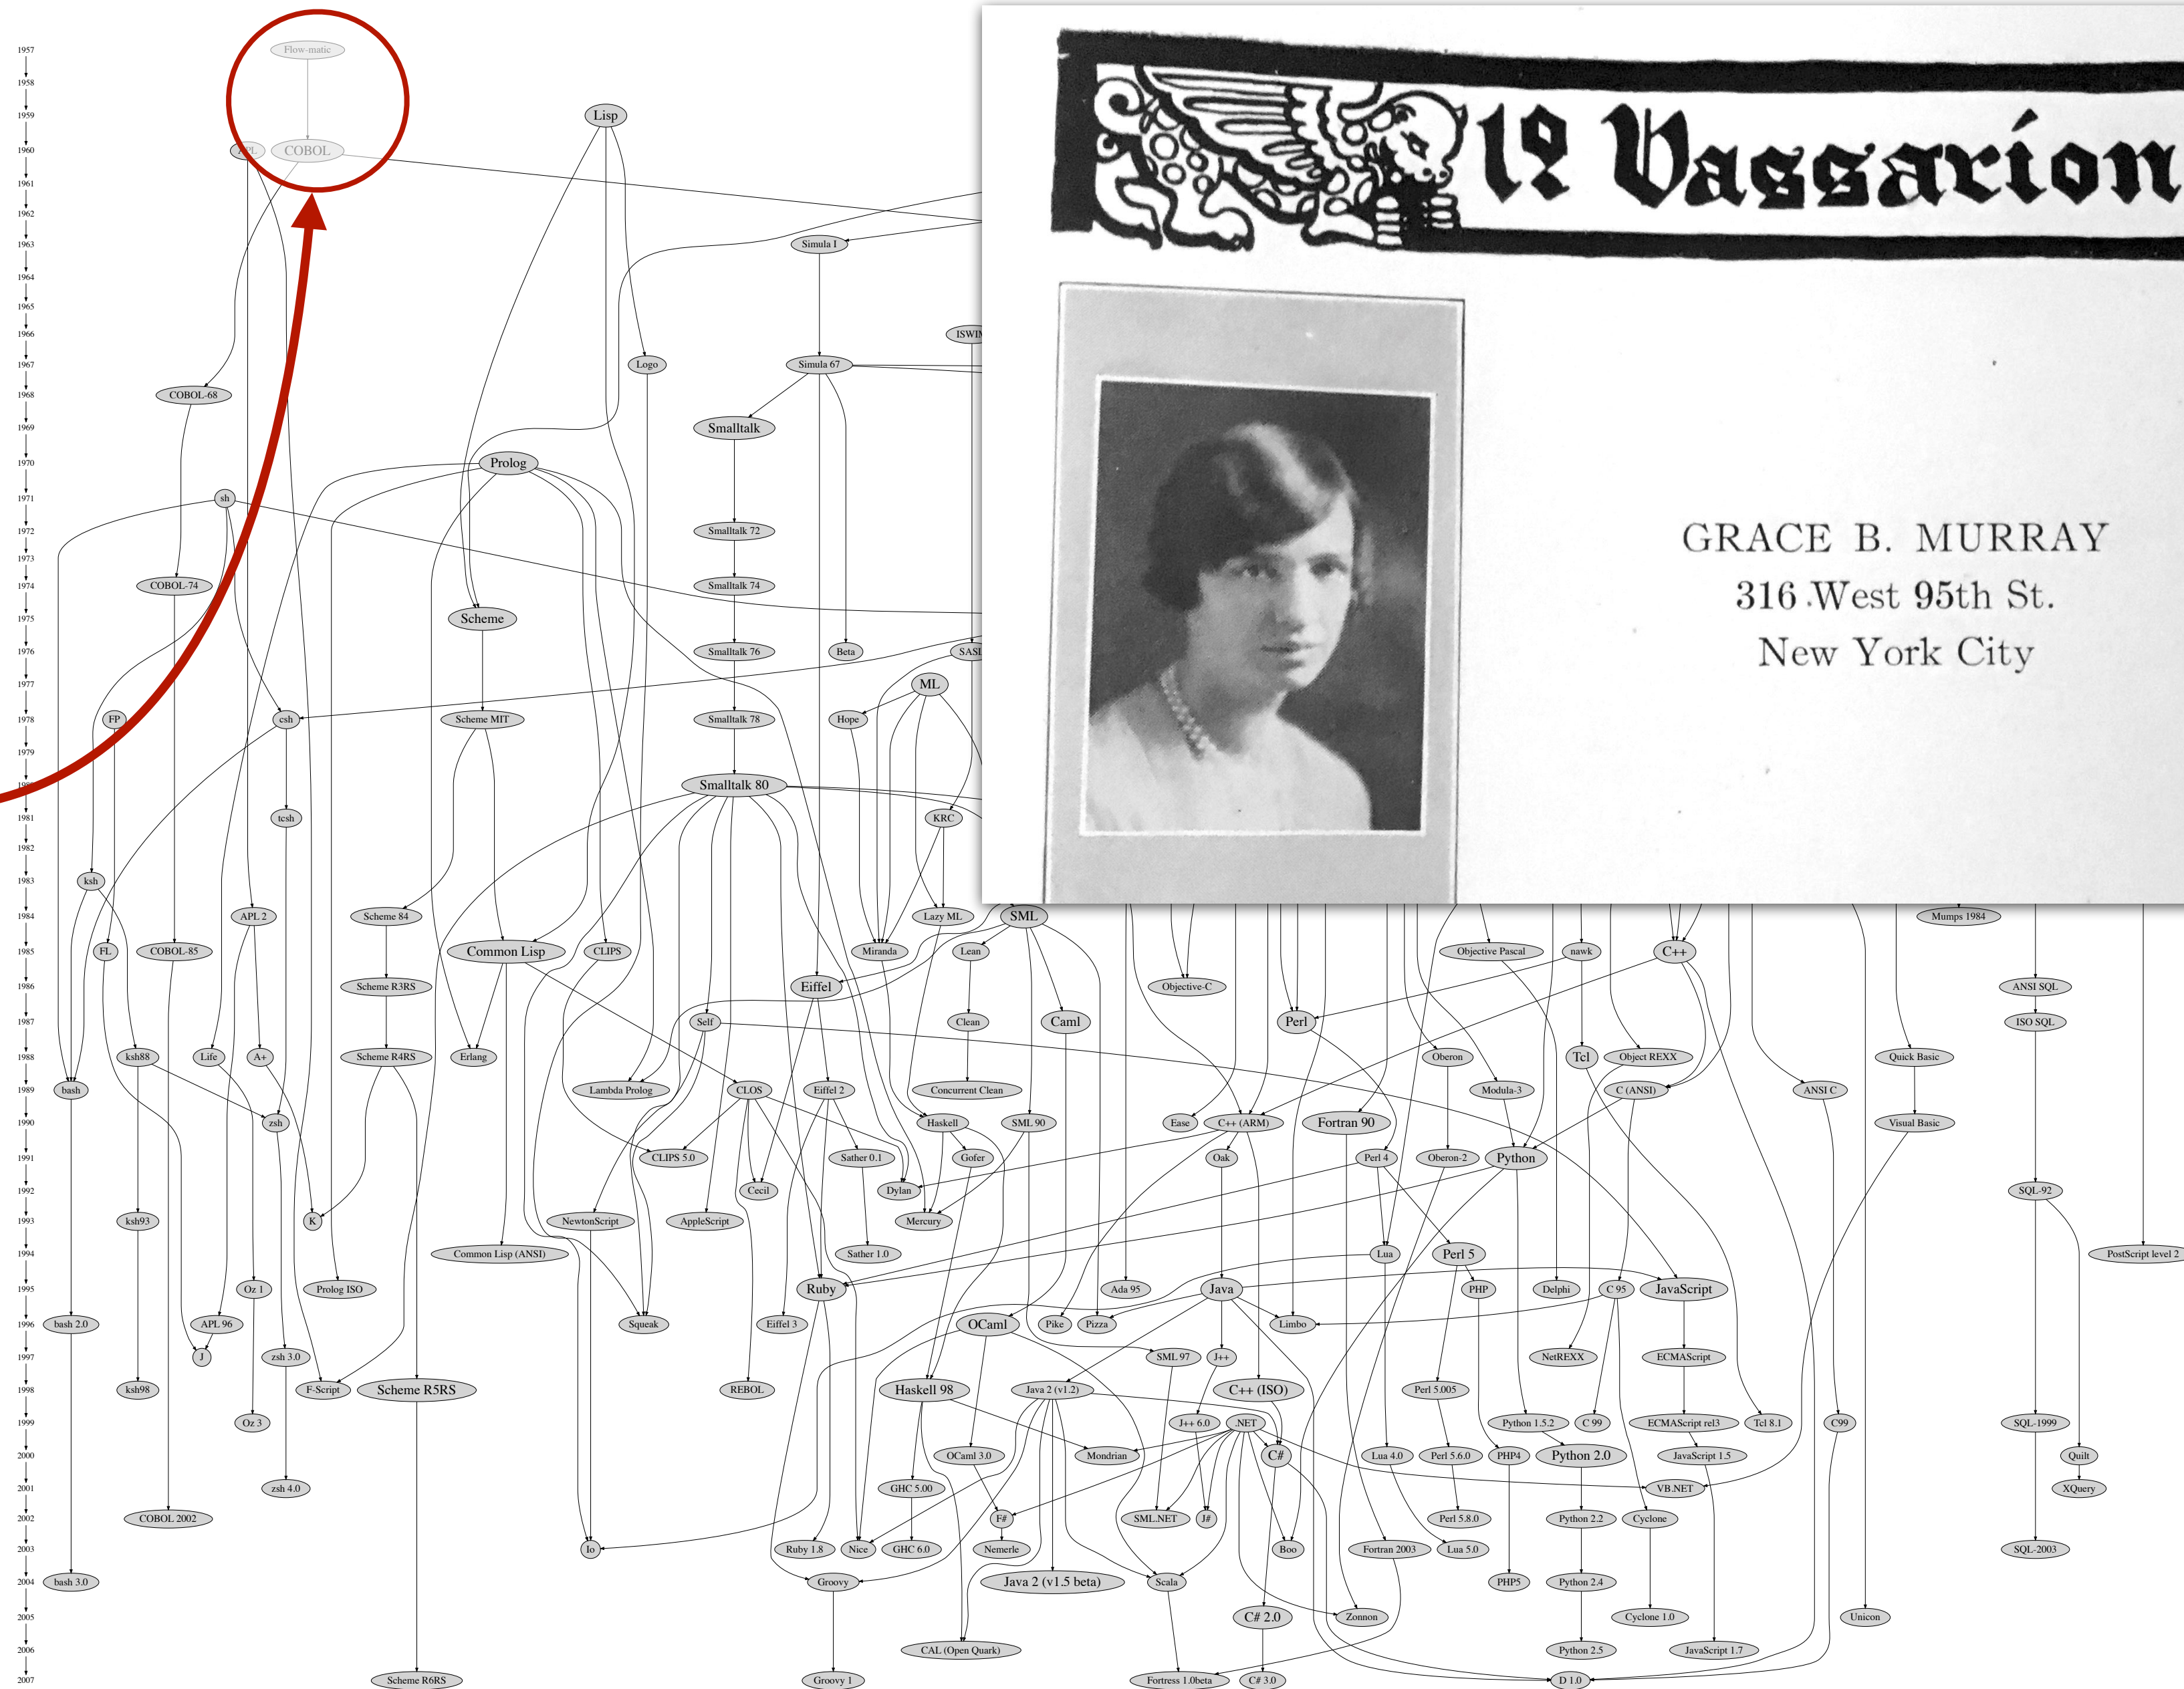 1957
Flow-matic
1958
1959
Lisp
1960
APL
COBOL
1961
1962
1963
Simula I
1964
1965
1966
1967
Logo
Simula 67
1968
COBOL-68
1969
Smalltalk
1970
Prolog
1971
sh
1972
Smalltalk 72
1973
1974
COBOL-74
Smalltalk 74
1975
Scheme
1976
Smalltalk 76
Beta
1977
ML
1978
FP
csh
Scheme MIT
Smalltalk 78
Hope
1979
Smalltalk 80
1981
tcsh
KRC
1982
1983
ksh
1º Vassarion
GRACE B. MURRAY
316 West 95th St.
New York City
1984
APL 2
Scheme 84
Lazy ML
SML
Mumps 1984
1985
FL
COBOL-85
Common Lisp
CLIPS
Miranda
Lean
Objective Pascal
nawk
C++
1986
Scheme R3RS
Eiffel
Objective-C
ANSI SQL
1987
Self
Clean
Caml
Perl
ISO SQL
1988
ksh88
Life
A+
Scheme R4RS
Erlang
Oberon
Tcl
Object REXX
Quick Basic
1989
bash
Lambda Prolog
CLOS
Eiffel 2
Concurrent Clean
Modula-3
C (ANSI)
ANSI C
1990
zsh
Haskell
SML 90
Ease
C++ (ARM)
Fortran 90
Visual Basic
1991
CLIPS 5.0
Sather 0.1
Gofer
Oak
Perl 4
Oberon-2
Python
1992
Cecil
Dylan
SQL-92
1993
ksh93
K
NewtonScript
AppleScript
Mercury
1994
Common Lisp (ANSI)
Sather 1.0
Lua
Perl 5
PostScript level 2
1995
Oz 1
Prolog ISO
Ruby
Ada 95
Java
PHP
Delphi
C 95
JavaScript
1996
bash 2.0
APL 96
Squeak
Eiffel 3
OCaml
Pike
Pizza
Limbo
1997
J
zsh 3.0
SML 97
J++
NetREXX
ECMAScript
1998
ksh98
F-Script
Scheme R5RS
REBOL
Haskell 98
Java 2 (v1.2)
C++ (ISO)
Perl 5.005
1999
Oz 3
J++ 6.0
.NET
Python 1.5.2
C 99
ECMAScript rel3
Tcl 8.1
C99
SQL-1999
2000
OCaml 3.0
Mondrian
C#
Lua 4.0
Perl 5.6.0
PHP4
Python 2.0
JavaScript 1.5
Quilt
2001
zsh 4.0
GHC 5.00
VB.NET
XQuery
2002
COBOL 2002
F#
SML.NET
J#
Perl 5.8.0
Python 2.2
Cyclone
2003
Io
Ruby 1.8
Nice
GHC 6.0
Nemerle
Boo
Fortran 2003
Lua 5.0
SQL-2003
2004
bash 3.0
Groovy
Java 2 (v1.5 beta)
Scala
PHP5
Python 2.4
2005
C# 2.0
Zonnon
Cyclone 1.0
Unicon
2006
CAL (Open Quark)
Python 2.5
JavaScript 1.7
2007
Scheme R6RS
Groovy 1
Fortress 1.0beta
C# 3.0
D 1.0